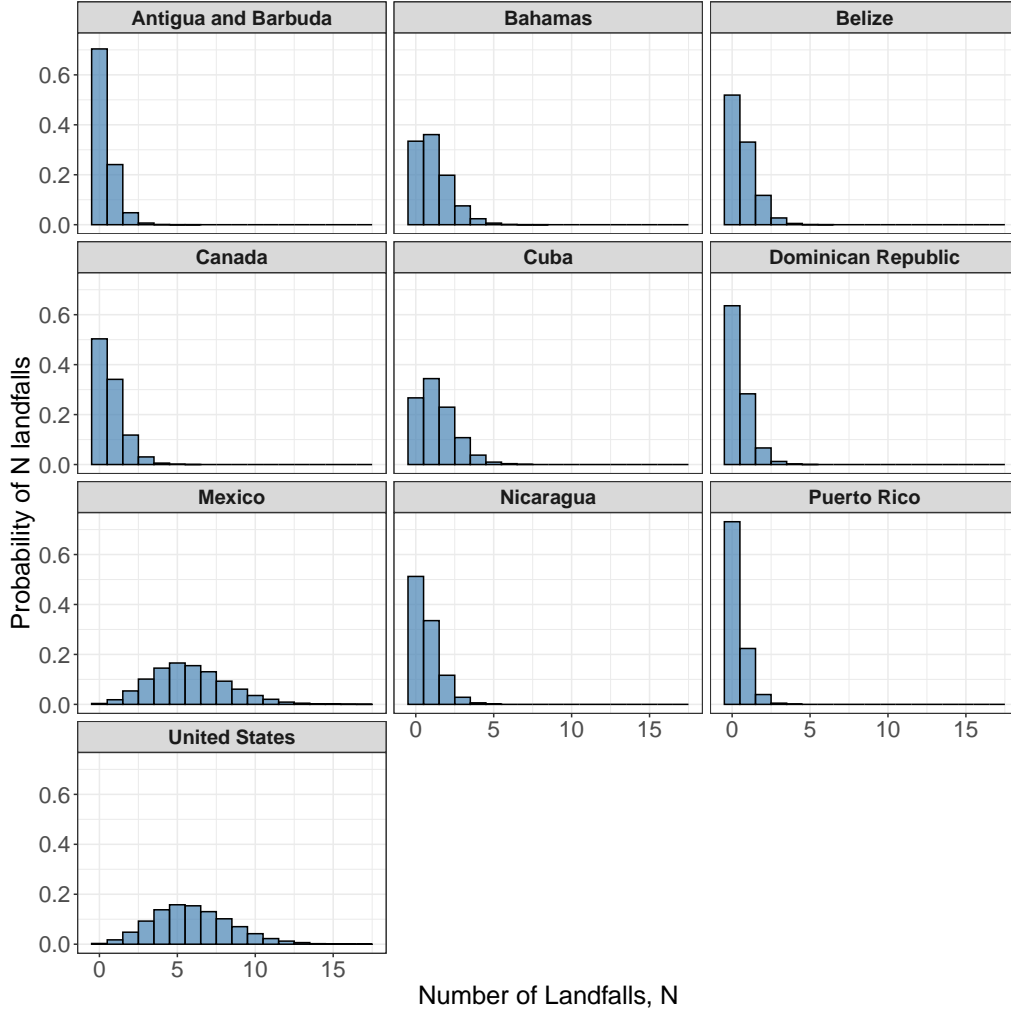 Antigua and Barbuda
Bahamas
Belize
0.6
0.4
0.2
0.0
Canada
Cuba
Dominican Republic
0.6
0.4
0.2
0.0
Mexico
Nicaragua
Puerto Rico
0.6
0.4
0.2
0.0
0 5 10 15
0 5 10 15
United States
0.6
0.4
0.2
0.0
0 5 10 15
Probability of N landfalls
Number of Landfalls, N